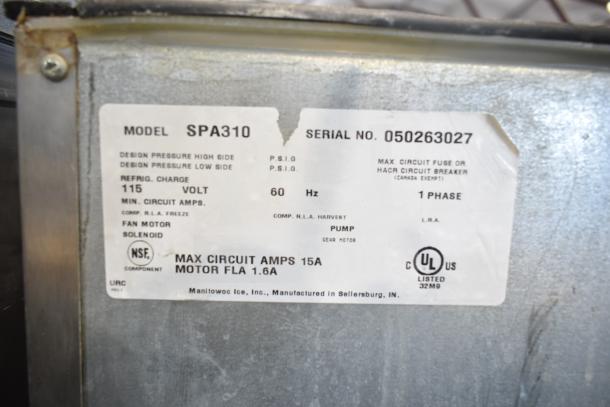 MODEL SPA310 SERIAL NO. 050263027
DESIGN PRESSURE HIGH SIDE P.S.I.G
DESIGN PRESSURE LOW SIDE P.S.I.G.
MAX CIRCUIT FUSE OR
HACR CIRCUIT BREAKER
(CANADA EXEMPT)
REFRIG. CHARGE
115 VOLT 60 Hz 1 PHASE
MIN. CIRCUIT AMPS.
COMP. N.L.A. FREEZE COMP. N.L.A. HARVEST L.R.A.
FAN MOTOR PUMP
SOLENOID GEAR MOTOR
NSF.
COMPONENT
MAX CIRCUIT AMPS 15A
MOTOR FLA 1.6A
C UL US
LISTED
32M9
URC
Manitowoc Ice, Inc., Manufactured in Sellersburg, IN.